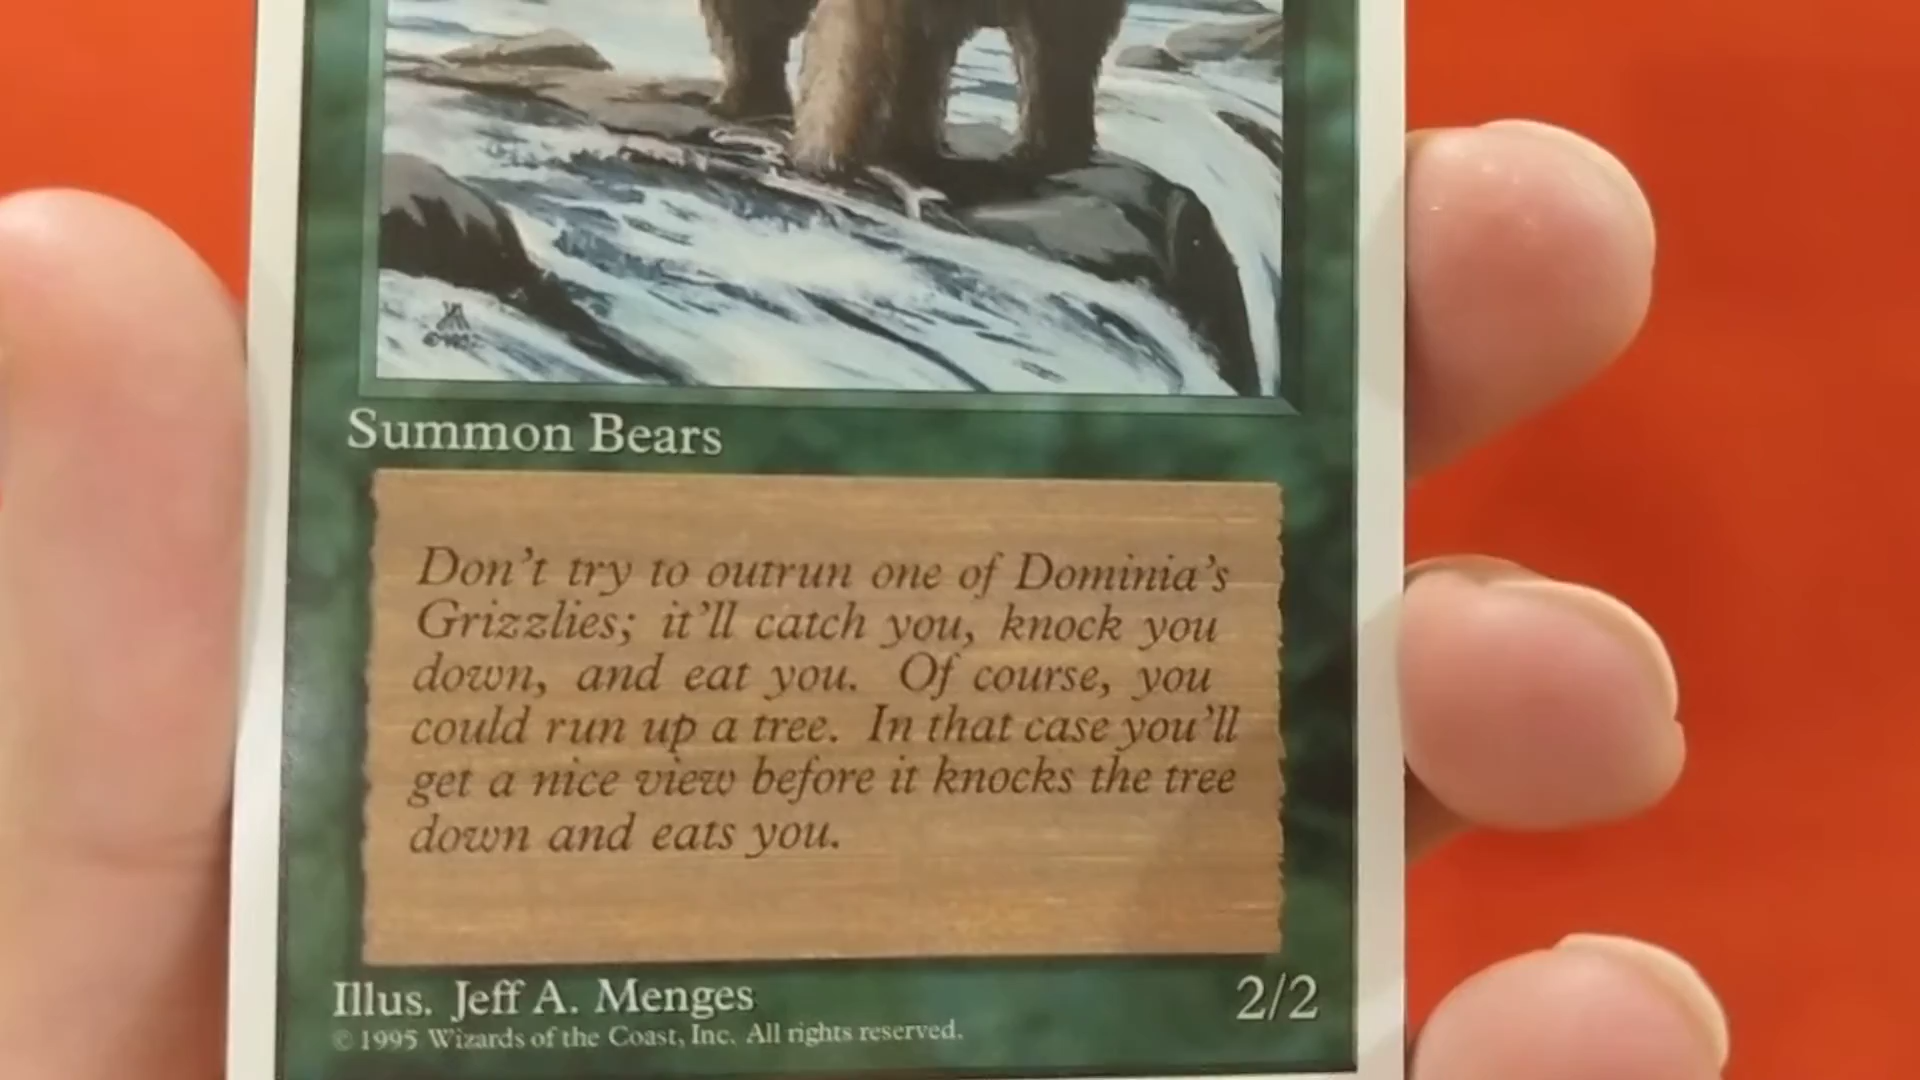 Summon Bears
Don't try to outrun one of Dominia's
Grizzlies; it'll catch you, knock you
down, and eat you. Of course, you
could run up a tree. In that case you'll
get a nice view before it knocks the tree
down and eats you.
Illus. Jeff A. Menges
2/2
© 1995 Wizards of the Coast, Inc. All rights reserved.